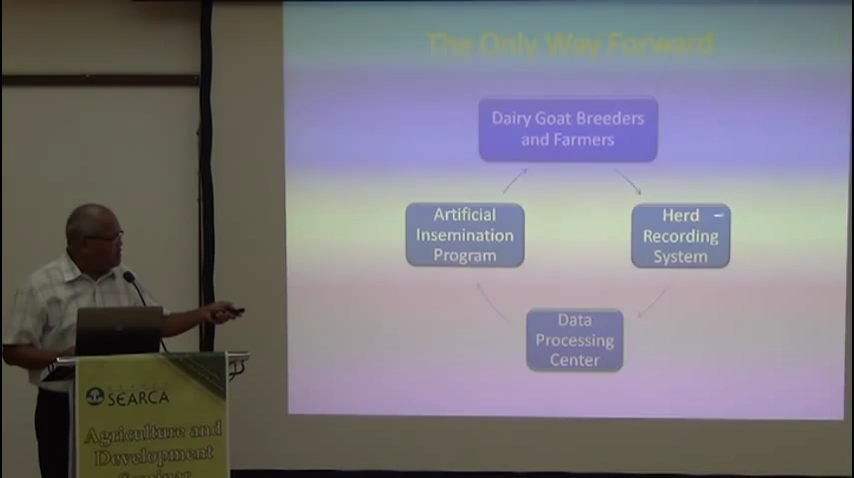 The Only Way Forward
Dairy Goat Breeders
and Farmers
Artificial
Insemination
Program
Herd
Recording
System
Data
Processing
Center
SEARCA
Agriculture and
Development
Seminar